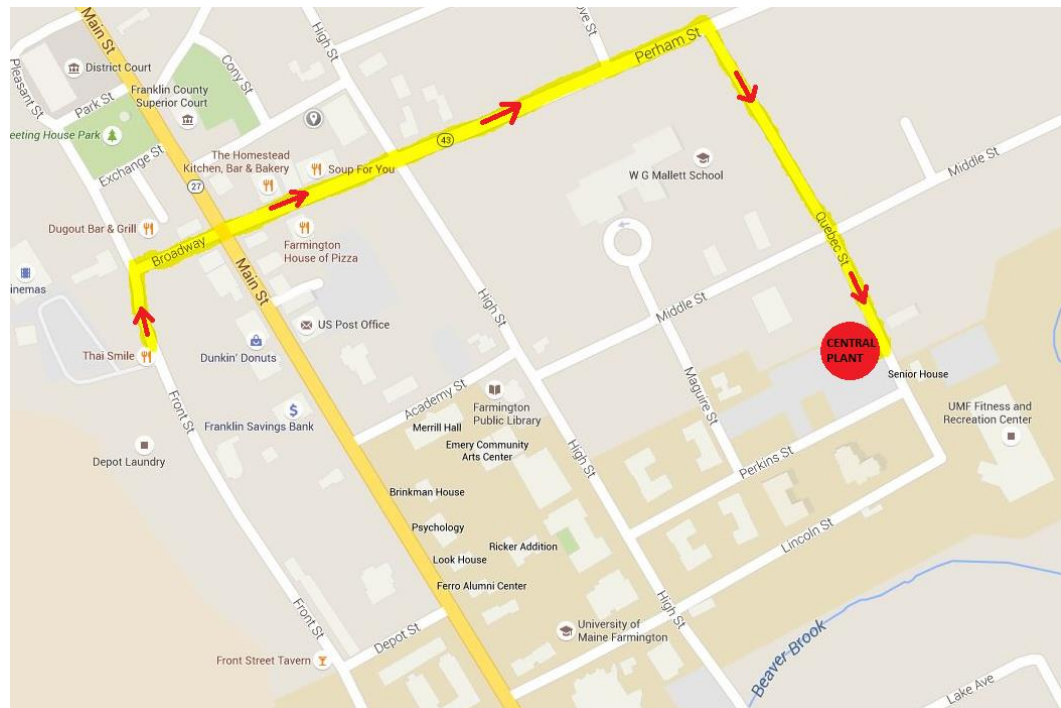 Main St
High St
ove St
Perham St
Pleasant St
District Court
Cony St
Franklin County
Superior Court
Park St
eeting House Park
Exchange St
The Homestead
Kitchen, Bar & Bakery
Soup For You
43
27
W G Mallett School
Middle St
Dugout Bar & Grill
Broadway
Farmington
House of Pizza
Quebec St
inemas
Main St
High St
Middle St
US Post Office
Thai Smile
Dunkin' Donuts
CENTRAL
PLANT
Senior House
Front St
Academy St
Farmington
Public Library
Maguire St
UMF Fitness and
Recreation Center
Franklin Savings Bank
Merrill Hall
Emery Community
Arts Center
High St
Depot Laundry
Perkins St
Brinkman House
Psychology
Ricker Addition
Lincoln St
Look House
Ferro Alumni Center
Front St
High St
Depot St
University of
Maine Farmington
Front Street Tavern
Beaver Brook
Lake Ave